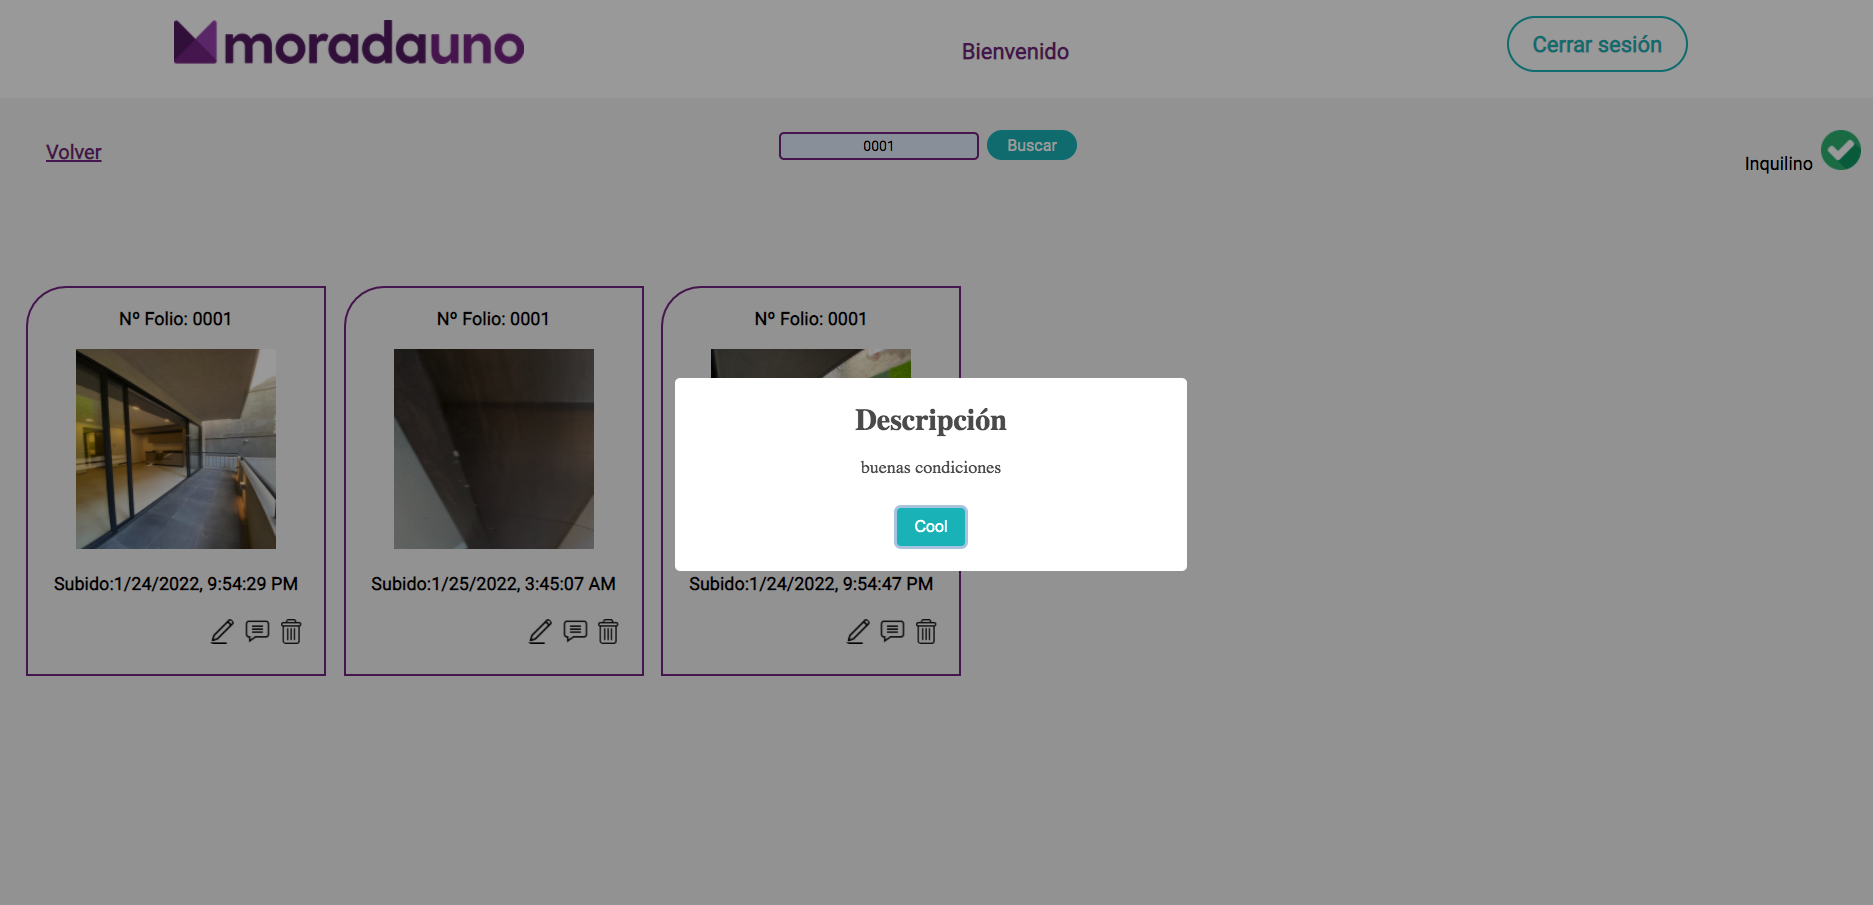 moradauno
Bienvenido
Cerrar sesión
Volver
0001
Buscar
Inquilino
Nº Folio: 0001
Nº Folio: 0001
Nº Folio: 0001
Descripción
buenas condiciones
Cool
Subido:1/24/2022, 9:54:29 PM
Subido:1/25/2022, 3:45:07 AM
Subido:1/24/2022, 9:54:47 PM